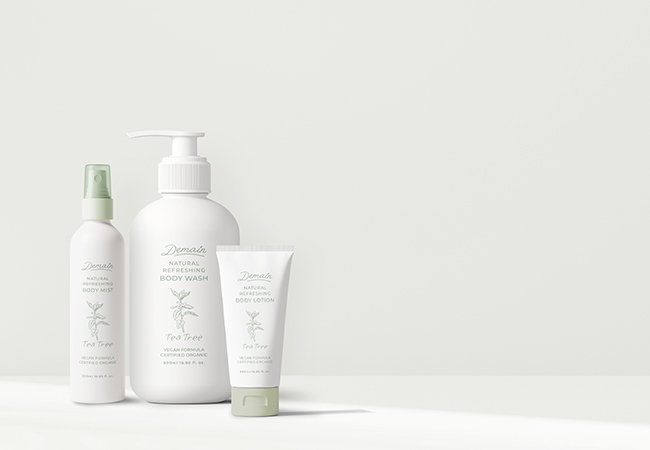 Demain
NATURAL
REFRESHING
BODY MIST
Tea Tree
VEGAN FORMULA
CERTIFIED ORGANIC
Demain
NATURAL
REFRESHING
BODY WASH
Tea Tree
VEGAN FORMULA
CERTIFIED ORGANIC
Demain
NATURAL
REFRESHING
BODY LOTION
Tea Tree
VEGAN FORMULA
CERTIFIED ORGANIC